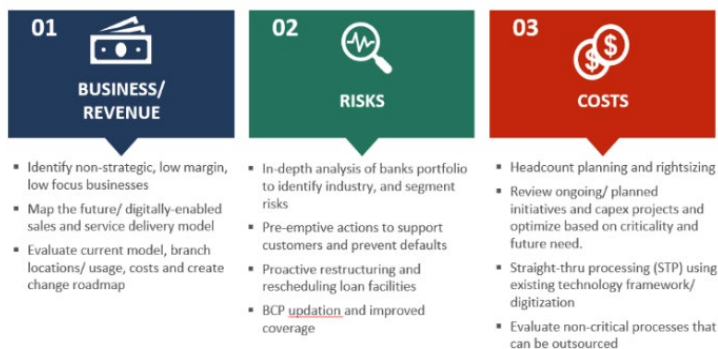 01
BUSINESS/
REVENUE
▪ Identify non-strategic, low margin,
low focus businesses
▪ Map the future/ digitally-enabled
sales and service delivery model
▪ Evaluate current model, branch
locations/ usage, costs and create
change roadmap
02
RISKS
▪ In-depth analysis of banks portfolio
to identify industry, and segment
risks
▪ Pre-emptive actions to support
customers and prevent defaults
▪ Proactive restructuring and
rescheduling loan facilities
▪ BCP updation and improved
coverage
03
$ $
COSTS
▪ Headcount planning and rightsizing
▪ Review ongoing/ planned
initiatives and capex projects and
optimize based on criticality and
future need.
▪ Straight-thru processing (STP) using
existing technology framework/
digitization
▪ Evaluate non-critical processes that
can be outsourced